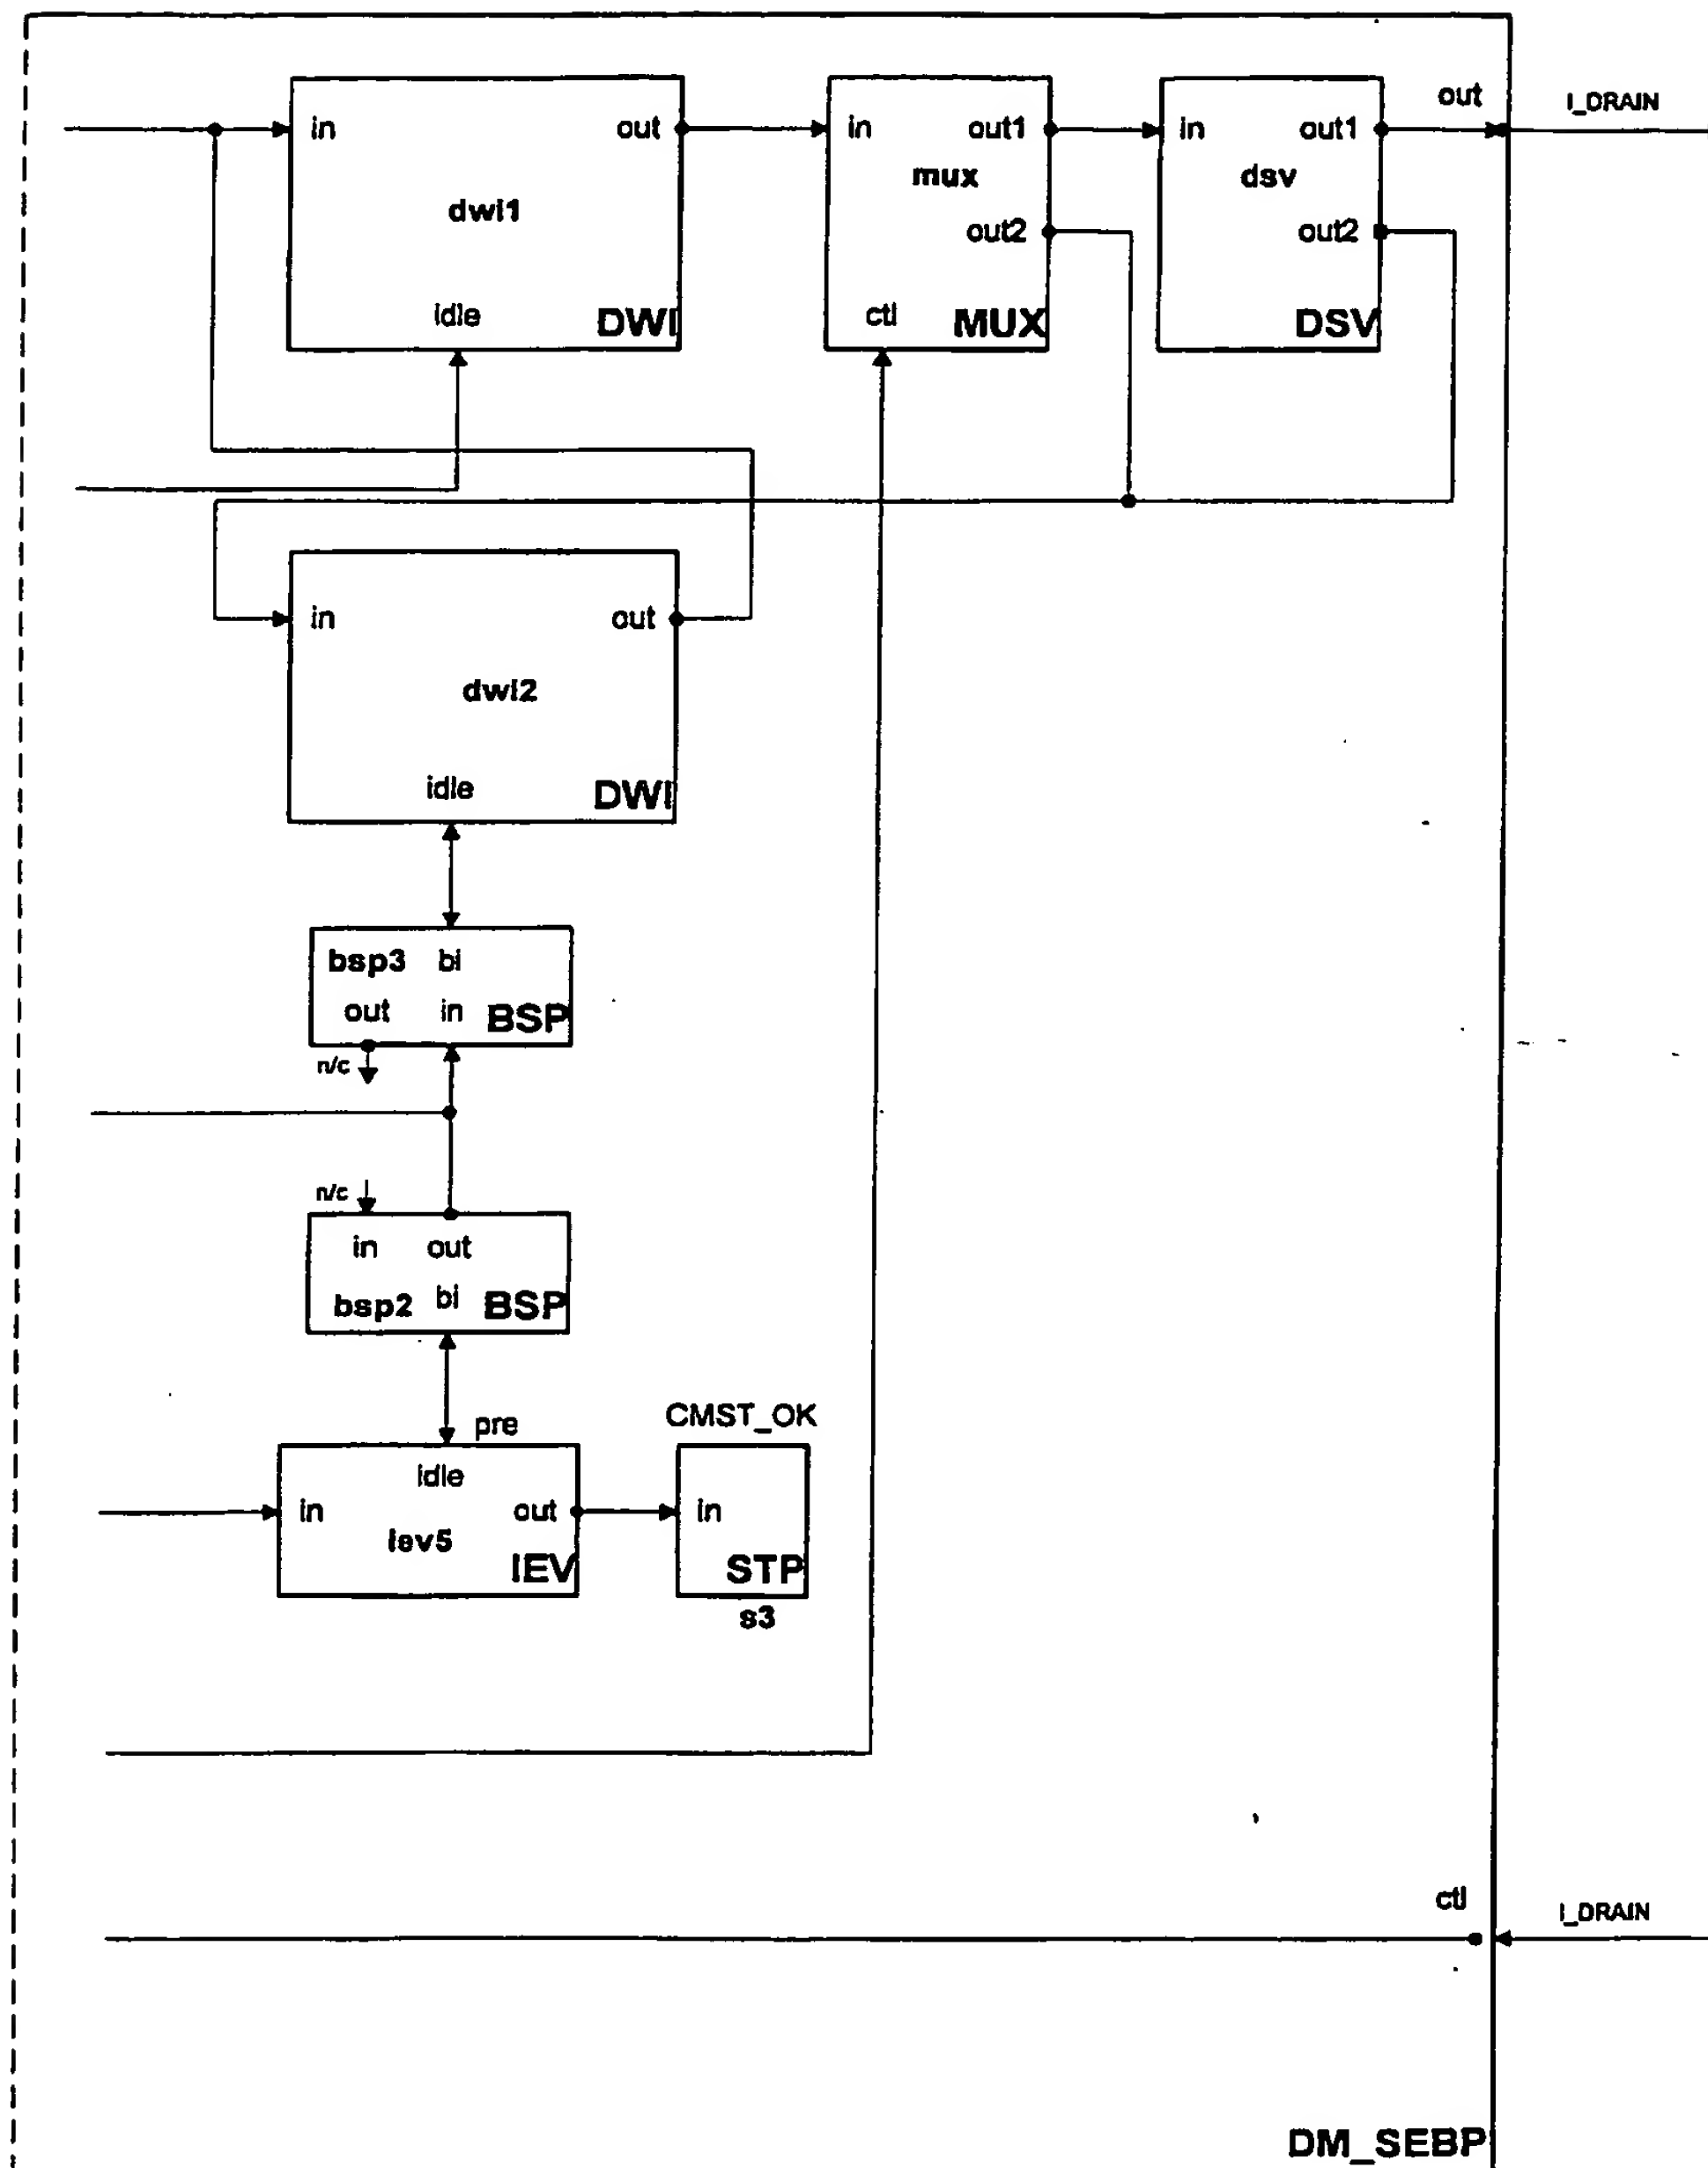 out I_DRAIN
in out in out1 in out1
mux dsv
dwi1
out2 out2
idle DWI ctl MUX DSV
in out
dwi2
idle DWI
bsp3 bi
out in BSP
n/c
n/c
in out
bsp2 bi BSP
pre CMST_OK
idle
in out in
iev5
IEV STP
s3
ctl I_DRAIN
DM_SEBP